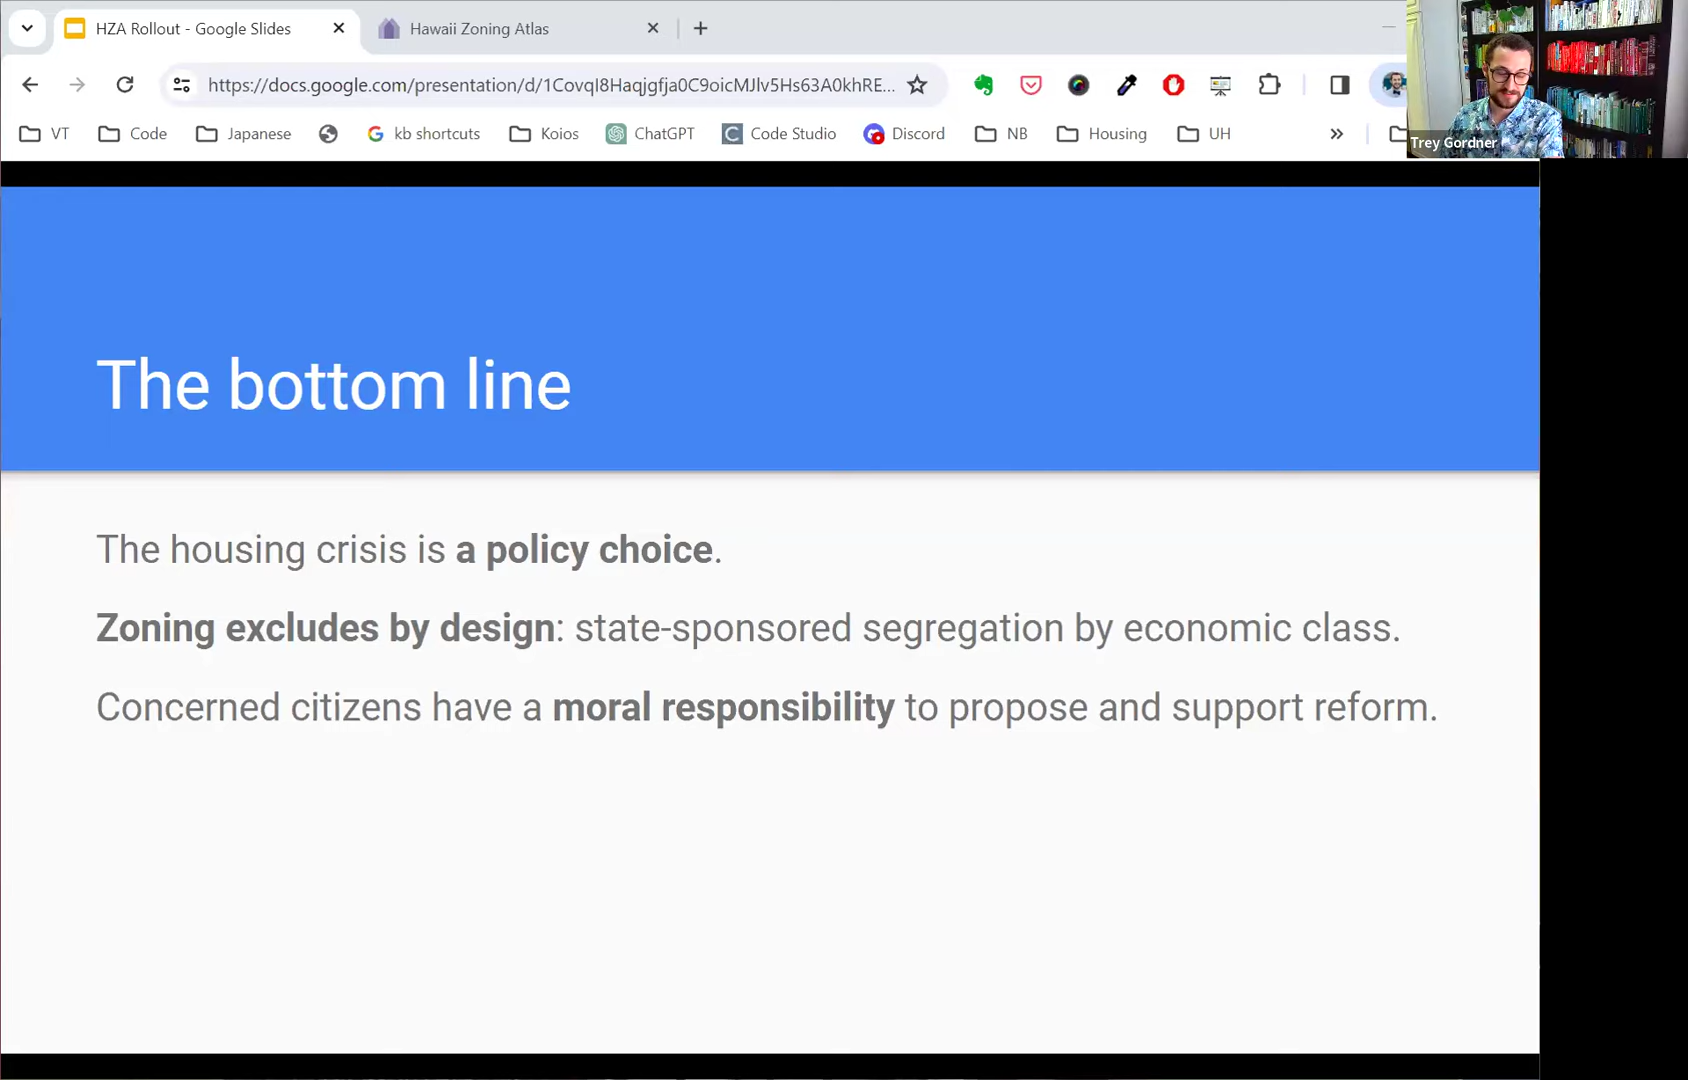 HZA Rollout - Google Slides
Hawaii Zoning Atlas
https://docs.google.com/presentation/d/1CovqI8Haqjgfja0C9oicMJlv5Hs63A0khRE...
VT
Code
Japanese
kb shortcuts
Koios
ChatGPT
Code Studio
Discord
NB
Housing
UH
»
Trey Gordner
The bottom line
The housing crisis is a policy choice.
Zoning excludes by design: state-sponsored segregation by economic class.
Concerned citizens have a moral responsibility to propose and support reform.